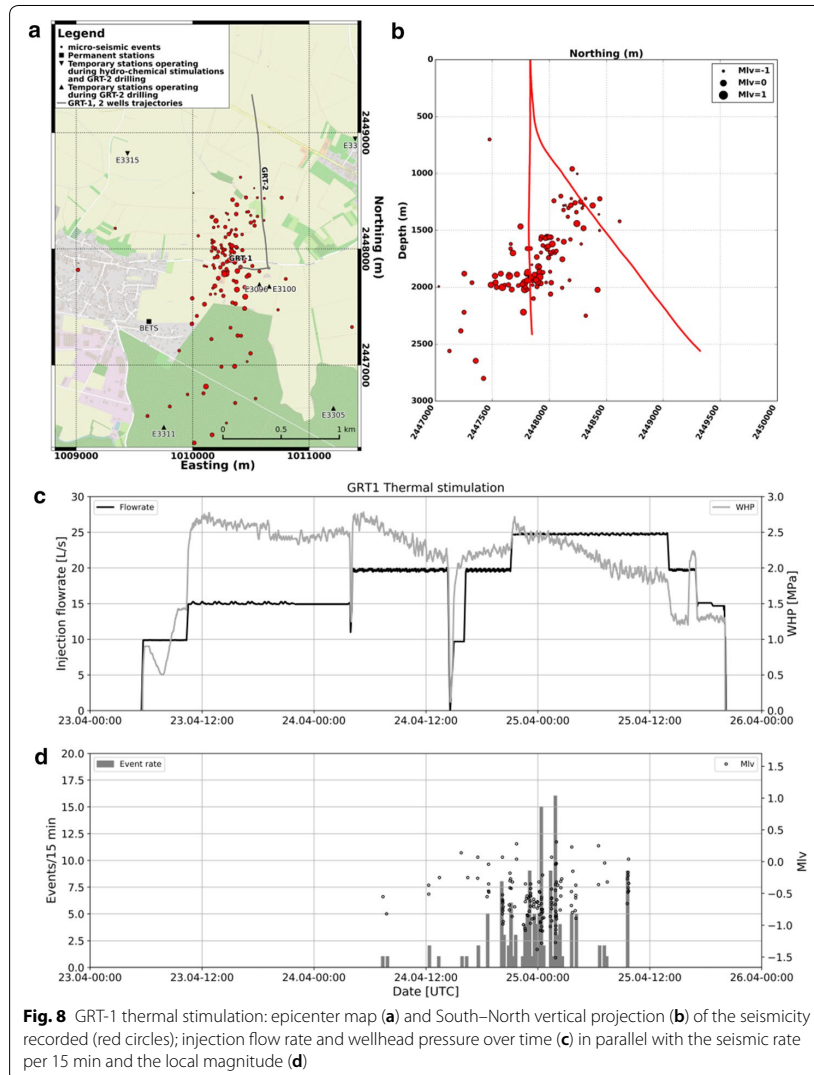 a
Legend
micro-seismic events
Permanent stations
Temporary stations operating
during hydro-chemical stimulations
and GRT-2 drilling
Temporary stations operating
during GRT-2 drilling
GRT-1, 2 wells trajectories
E3315
E33
GRT-2
GRT-1
E3096
E3100
BETS
E3305
E3311
0 0.5 1 km
2449000
2448000
2447000
Northing (m)
1009000 1010000 1011000
Easting (m)
b
Northing (m)
Mlv=-1
Mlv=0
Mlv=1
Depth (m)
0
500
1000
1500
2000
2500
3000
2447000 2447500 2448000 2448500 2449000 2449500 2450000
c
GRT1 Thermal stimulation
Flowrate
WHP
Injection flowrate [L/s]
30
25
20
15
10
5
0
WHP [MPa]
3.0
2.5
2.0
1.5
1.0
0.5
0.0
23.04-00:00 23.04-12:00 24.04-00:00 24.04-12:00 25.04-00:00 25.04-12:00 26.04-00:00
d
Event rate
Mlv
Events/15 min
20.0
17.5
15.0
12.5
10.0
7.5
5.0
2.5
0.0
Mlv
1.5
1.0
0.5
0.0
−0.5
−1.0
−1.5
23.04-00:00 23.04-12:00 24.04-00:00 24.04-12:00 25.04-00:00 25.04-12:00 26.04-00:00
Date [UTC]
Fig. 8 GRT-1 thermal stimulation: epicenter map (a) and South–North vertical projection (b) of the seismicity
recorded (red circles); injection flow rate and wellhead pressure over time (c) in parallel with the seismic rate
per 15 min and the local magnitude (d)